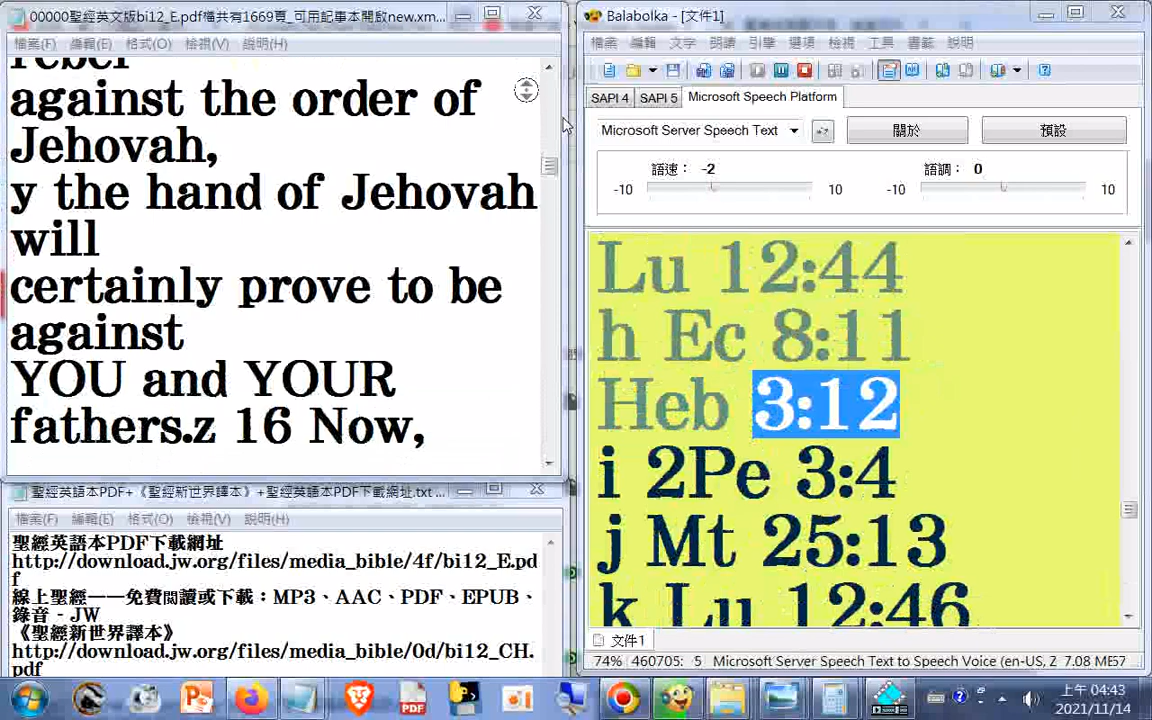 00000聖經英文版bi12_E.pdf檔共有1669頁_可用記事本開啟new.xm...
檔案(F) 編輯(E) 格式(O) 檢視(V) 說明(H)
rebel
against the order of
Jehovah,
y the hand of Jehovah
will
certainly prove to be
against
YOU and YOUR
fathers.z 16 Now,
聖經英語本PDF+《聖經新世界譯本》+聖經英語本PDF下載網址.txt ...
檔案(F) 編輯(E) 格式(O) 檢視(V) 說明(H)
聖經英語本PDF下載網址
http://download.jw.org/files/media_bible/4f/bi12_E.pd
f
線上聖經——免費閱讀或下載：MP3、AAC、PDF、EPUB、
錄音 - JW
《聖經新世界譯本》
http://download.jw.org/files/media_bible/0d/bi12_CH.
pdf
Balabolka - [文件1]
檔案 編輯 文字 朗讀 引擎 選項 檢視 工具 書籤 說明
SAPI 4 SAPI 5 Microsoft Speech Platform
Microsoft Server Speech Text 關於 預設
語速： -2 語調： 0
-10 10 -10 10
Lu 12:44
h Ec 8:11
Heb 3:12
i 2Pe 3:4
j Mt 25:13
k Lu 12:46
文件1
74% 460705: 5 Microsoft Server Speech Text to Speech Voice (en-US, 2 7.08 ME57
PDF
上午 04:43
2021/11/14